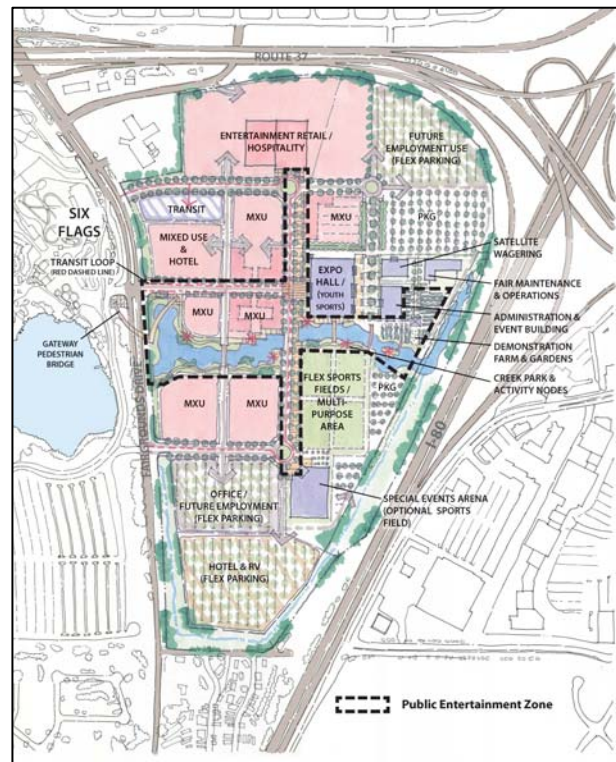 ROUTE 37
ENTERTAINMENT RETAIL /
HOSPITALITY
FUTURE
EMPLOYMENT USE
(FLEX PARKING)
SIX
FLAGS
TRANSIT
MXU
MXU
PKG
MIXED USE
&
HOTEL
TRANSIT LOOP
(RED DASHED LINE)
SATELLITE
WAGERING
EXPO
HALL /
(YOUTH
SPORTS)
FAIR MAINTENANCE
& OPERATIONS
ADMINISTRATION &
EVENT BUILDING
MXU
MXU
GATEWAY
PEDESTRIAN
BRIDGE
DEMONSTRATION
FARM & GARDENS
CREEK PARK &
ACTIVITY NODES
FAIRGROUNDS DRIVE
I-80
FLEX SPORTS
FIELDS /
MULTI-
PURPOSE
AREA
PKG
MXU
MXU
OFFICE /
FUTURE EMPLOYMENT
(FLEX PARKING)
SPECIAL EVENTS ARENA
(OPTIONAL SPORTS
FIELD)
HOTEL & RV
(FLEX PARKING)
Public Entertainment Zone